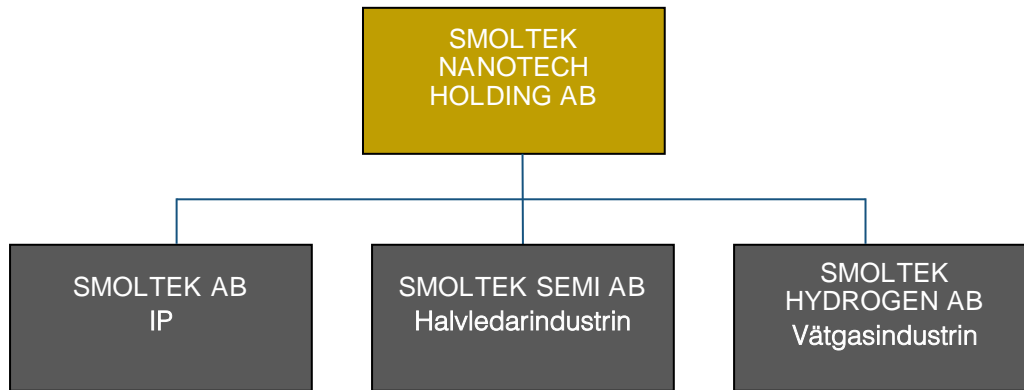 SMOLTEK
NANOTECH
HOLDING AB
SMOLTEK AB
IP
SMOLTEK SEMI AB
Halvledarindustrin
SMOLTEK
HYDROGEN AB
Vätgasindustrin